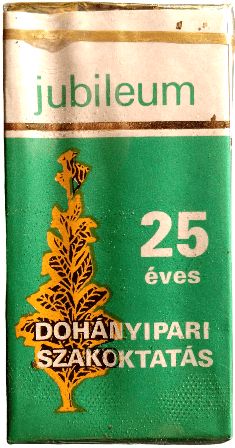 jubileum
25
éves
DOHÁNYIPARI
SZAKOKTATÁS